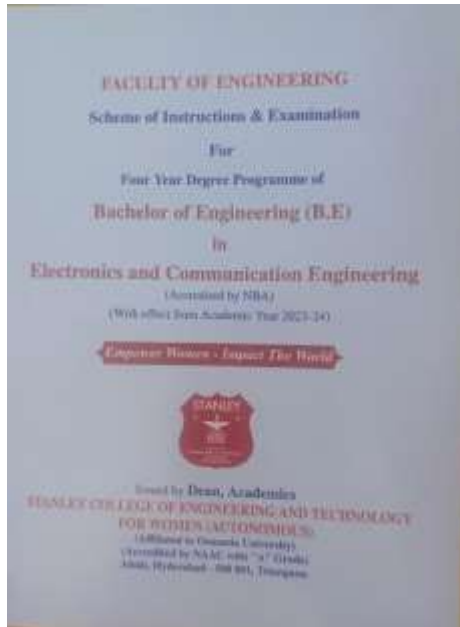 FACULTY OF ENGINEERING
Scheme of Instructions & Examination
For
Four Year Degree Programme of
Bachelor of Engineering (B.E)
in
Electronics and Communication Engineering
(Accredited by NBA)
(With effect from Academic Year 2023-24)
Empower Women - Impact The World
STANLEY
Issued by Dean, Academics
STANLEY COLLEGE OF ENGINEERING AND TECHNOLOGY
FOR WOMEN (AUTONOMOUS)
(Affiliated to Osmania University)
(Accredited by NAAC with "A" Grade)
Abids, Hyderabad - 500 001, Telangana